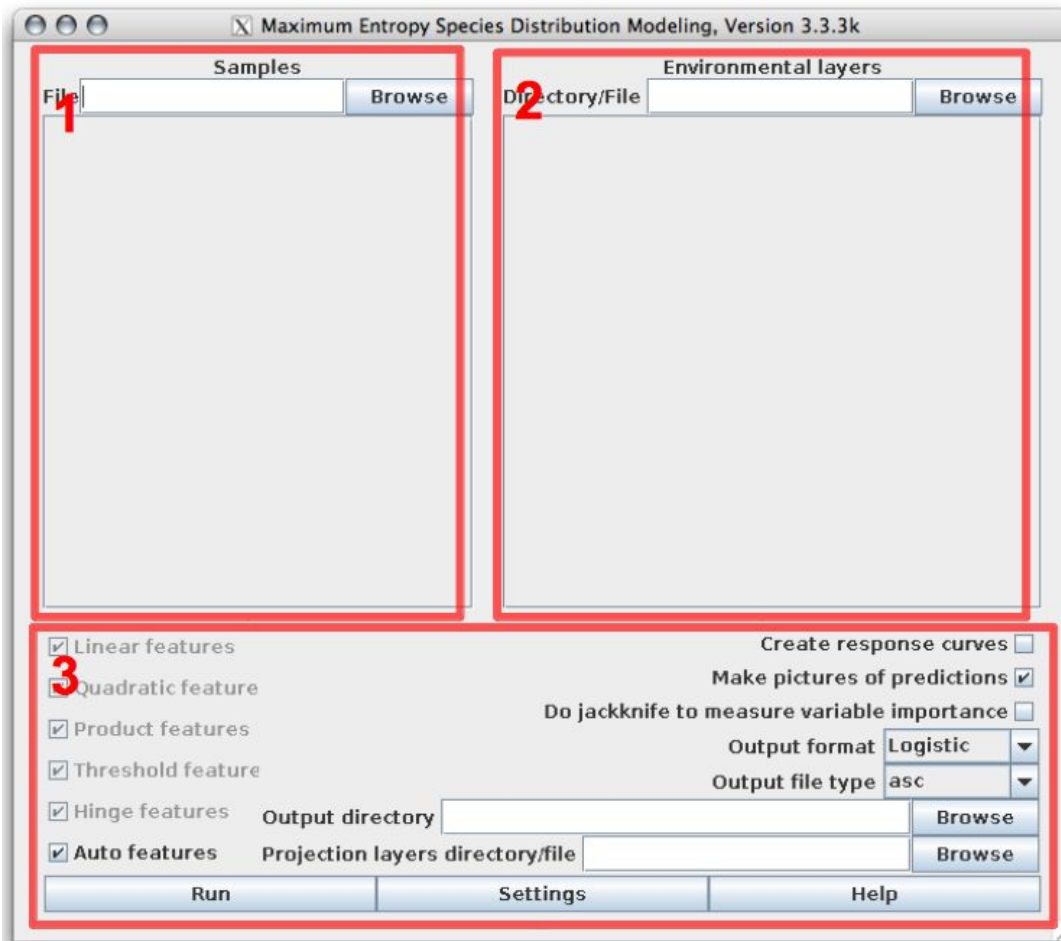 X Maximum Entropy Species Distribution Modeling, Version 3.3.3k
Samples
File Browse
1
Environmental layers
Directory/File Browse
2
3
Linear features
Quadratic feature
Product features
Threshold feature
Hinge features
Auto features
Create response curves
Make pictures of predictions
Do jackknife to measure variable importance
Output format Logistic
Output file type asc
Output directory Browse
Projection layers directory/file Browse
Run Settings Help